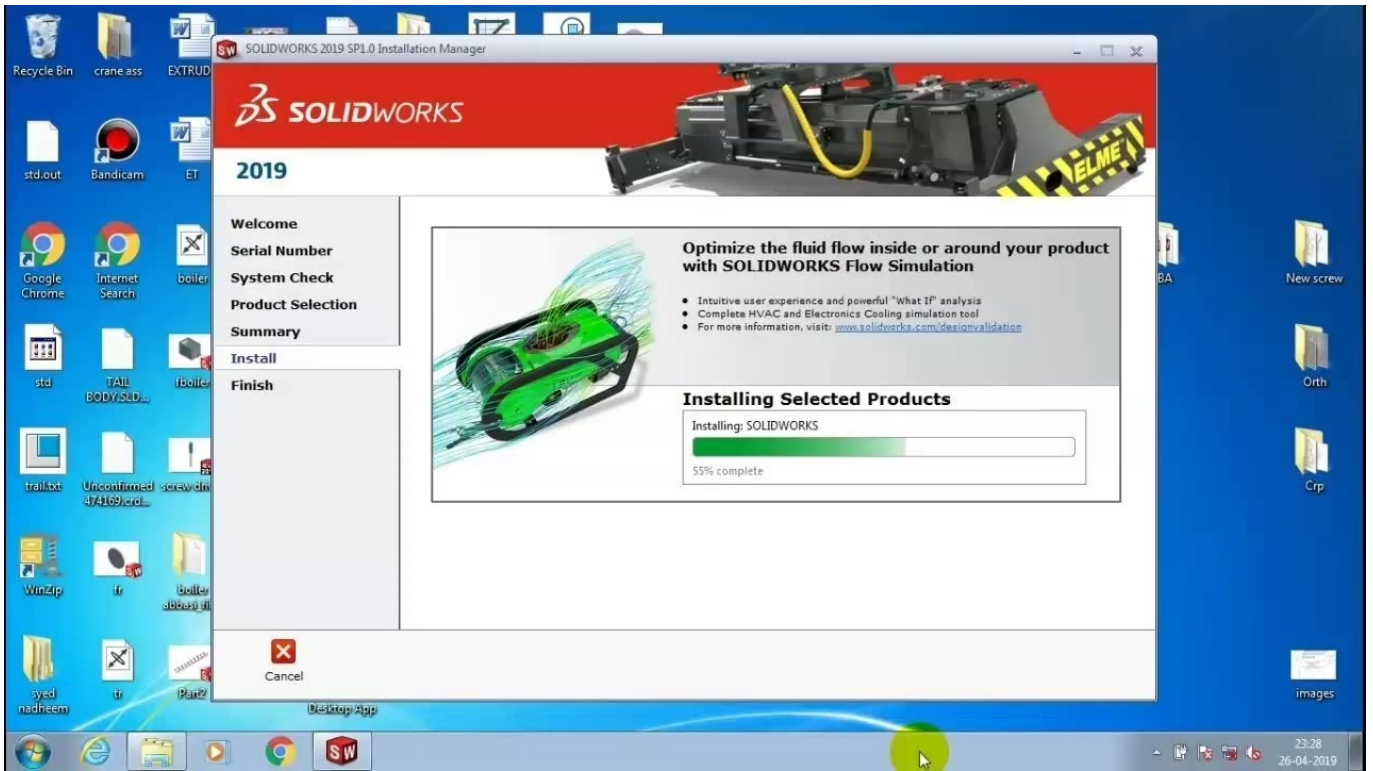 SOLIDWORKS 2019 SP1.0 Installation Manager
Recycle Bin
crane ass
EXTRUD
SOLIDWORKS
ELME
2019
std.out
Bandicam
ET
Welcome
Serial Number
System Check
Product Selection
Summary
Install
Finish
Optimize the fluid flow inside or around your product
with SOLIDWORKS Flow Simulation
Intuitive user experience and powerful "What If" analysis
Complete HVAC and Electronics Cooling simulation tool
For more information, visit: www.solidworks.com/designvalidation
Installing Selected Products
Installing: SOLIDWORKS
55% complete
Cancel
Google
Chrome
Internet
Search
boiler
BA
New screw
std
TAIL
BODY.SLD...
fboiler
Orth
trail.txt
Unconfirmed
474169.crd...
screw driv
Crp
WinZip
fr
boiler
abbasi_fil
syed
nadheem
tr
Part2
Desktop App
images
23:28
26-04-2019